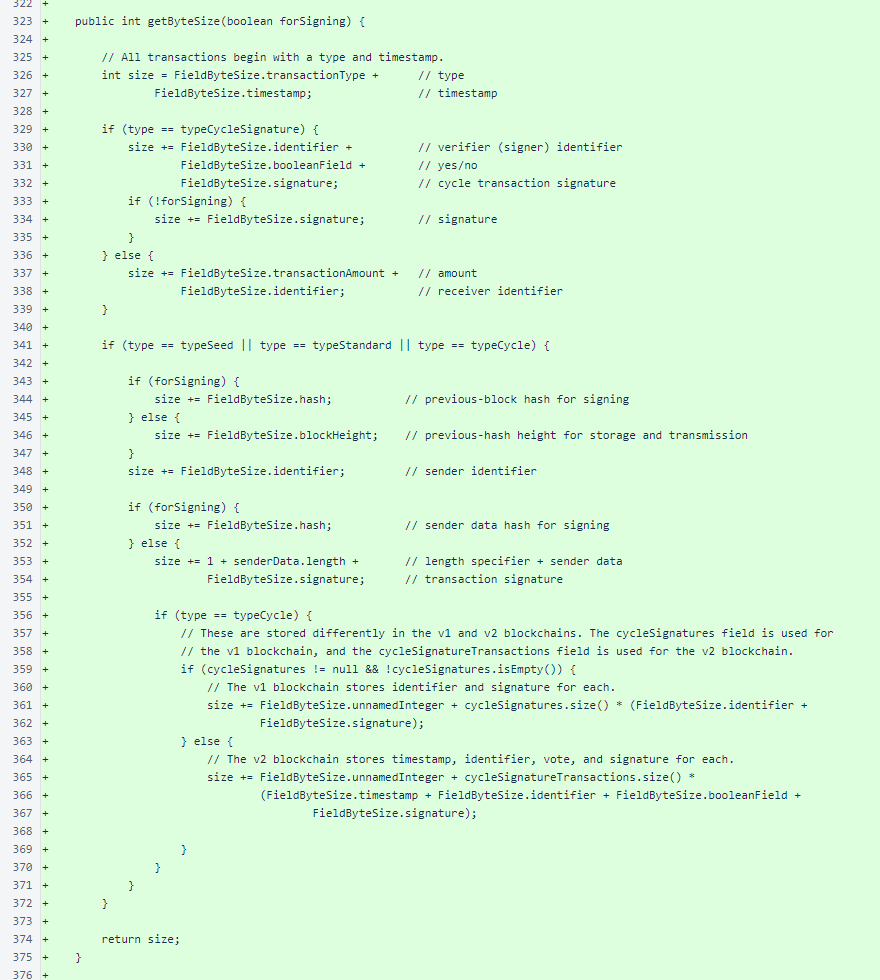 322 +
323 + public int getByteSize(boolean forSigning) {
324 +
325 + // All transactions begin with a type and timestamp.
326 + int size = FieldByteSize.transactionType + // type
327 + FieldByteSize.timestamp; // timestamp
328 +
329 + if (type == typeCycleSignature) {
330 + size += FieldByteSize.identifier + // verifier (signer) identifier
331 + FieldByteSize.booleanField + // yes/no
332 + FieldByteSize.signature; // cycle transaction signature
333 + if (!forSigning) {
334 + size += FieldByteSize.signature; // signature
335 + }
336 + } else {
337 + size += FieldByteSize.transactionAmount + // amount
338 + FieldByteSize.identifier; // receiver identifier
339 + }
340 +
341 + if (type == typeSeed || type == typeStandard || type == typeCycle) {
342 +
343 + if (forSigning) {
344 + size += FieldByteSize.hash; // previous-block hash for signing
345 + } else {
346 + size += FieldByteSize.blockHeight; // previous-hash height for storage and transmission
347 + }
348 + size += FieldByteSize.identifier; // sender identifier
349 +
350 + if (forSigning) {
351 + size += FieldByteSize.hash; // sender data hash for signing
352 + } else {
353 + size += 1 + senderData.length + // length specifier + sender data
354 + FieldByteSize.signature; // transaction signature
355 +
356 + if (type == typeCycle) {
357 + // These are stored differently in the v1 and v2 blockchains. The cycleSignatures field is used for
358 + // the v1 blockchain, and the cycleSignatureTransactions field is used for the v2 blockchain.
359 + if (cycleSignatures != null && !cycleSignatures.isEmpty()) {
360 + // The v1 blockchain stores identifier and signature for each.
361 + size += FieldByteSize.unnamedInteger + cycleSignatures.size() * (FieldByteSize.identifier +
362 + FieldByteSize.signature);
363 + } else {
364 + // The v2 blockchain stores timestamp, identifier, vote, and signature for each.
365 + size += FieldByteSize.unnamedInteger + cycleSignatureTransactions.size() *
366 + (FieldByteSize.timestamp + FieldByteSize.identifier + FieldByteSize.booleanField +
367 + FieldByteSize.signature);
368 +
369 + }
370 + }
371 + }
372 + }
373 +
374 + return size;
375 + }
376 +